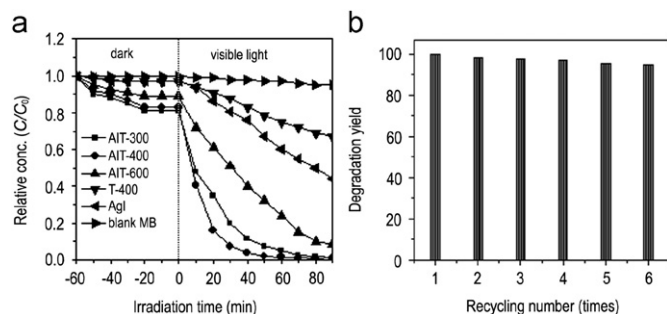 a
dark
visible light
Relative conc. (C/C0)
1.4
1.2
1.0
0.8
0.6
0.4
0.2
0.0
AIT-300
AIT-400
AIT-600
T-400
AgI
blank MB
-60 -40 -20 0 20 40 60 80
Irradiation time (min)
b
Degradation yield
100
80
60
40
20
0
1 2 3 4 5 6
Recycling number (times)